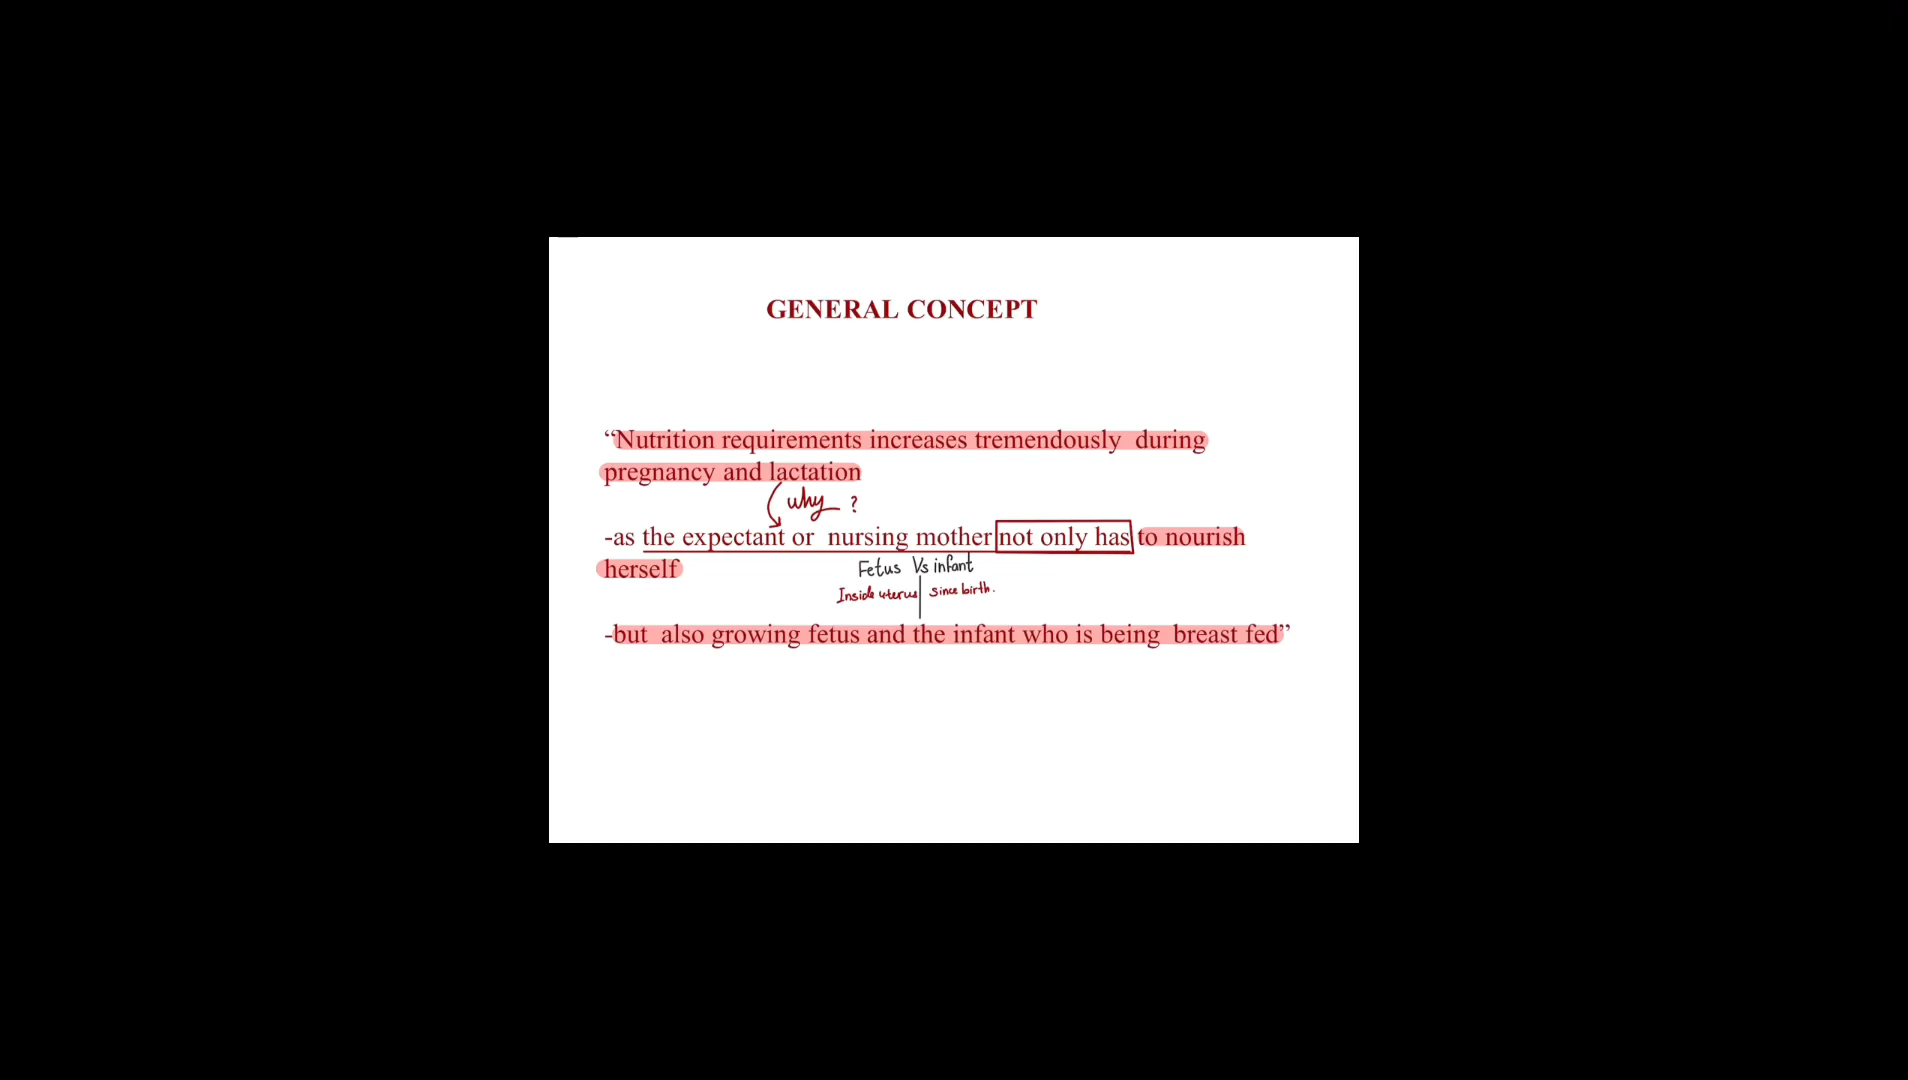 GENERAL CONCEPT
“Nutrition requirements increases tremendously during
pregnancy and lactation
why ?
-as the expectant or nursing mother not only has to nourish
herself
Fetus Vs infant
Inside uterus since birth.
-but also growing fetus and the infant who is being breast fed”